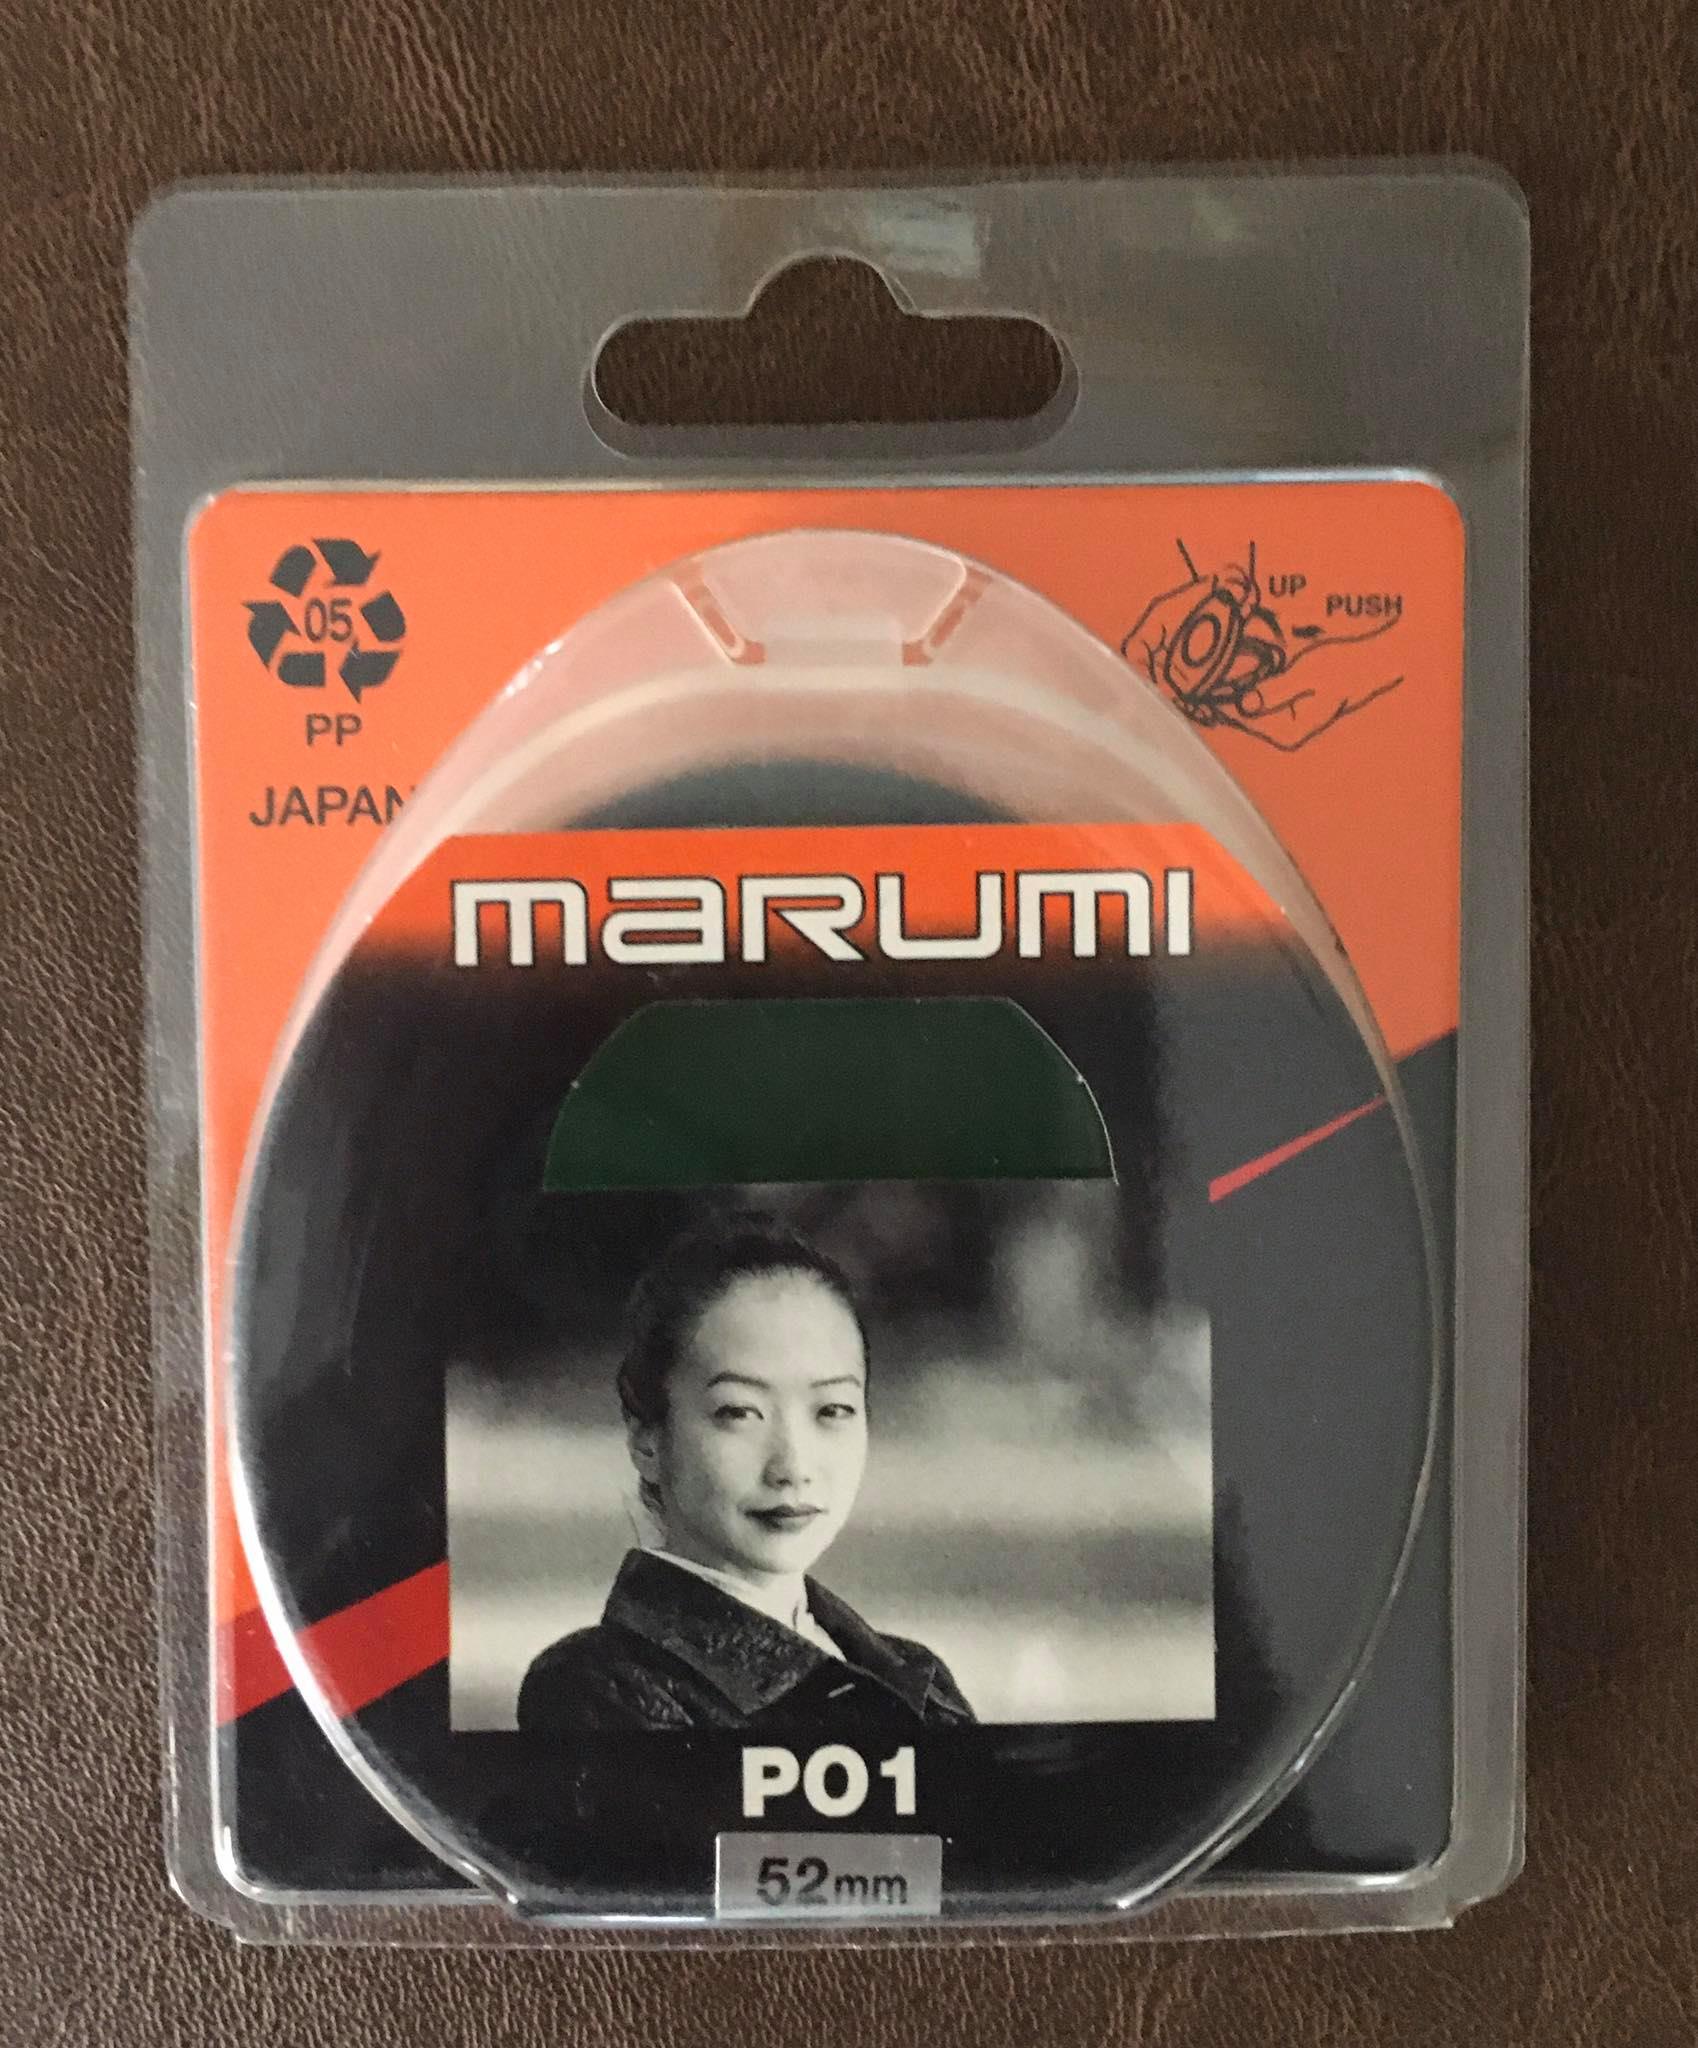 05
PP
JAPAN
UP
PUSH
marumi
PO1
52mm